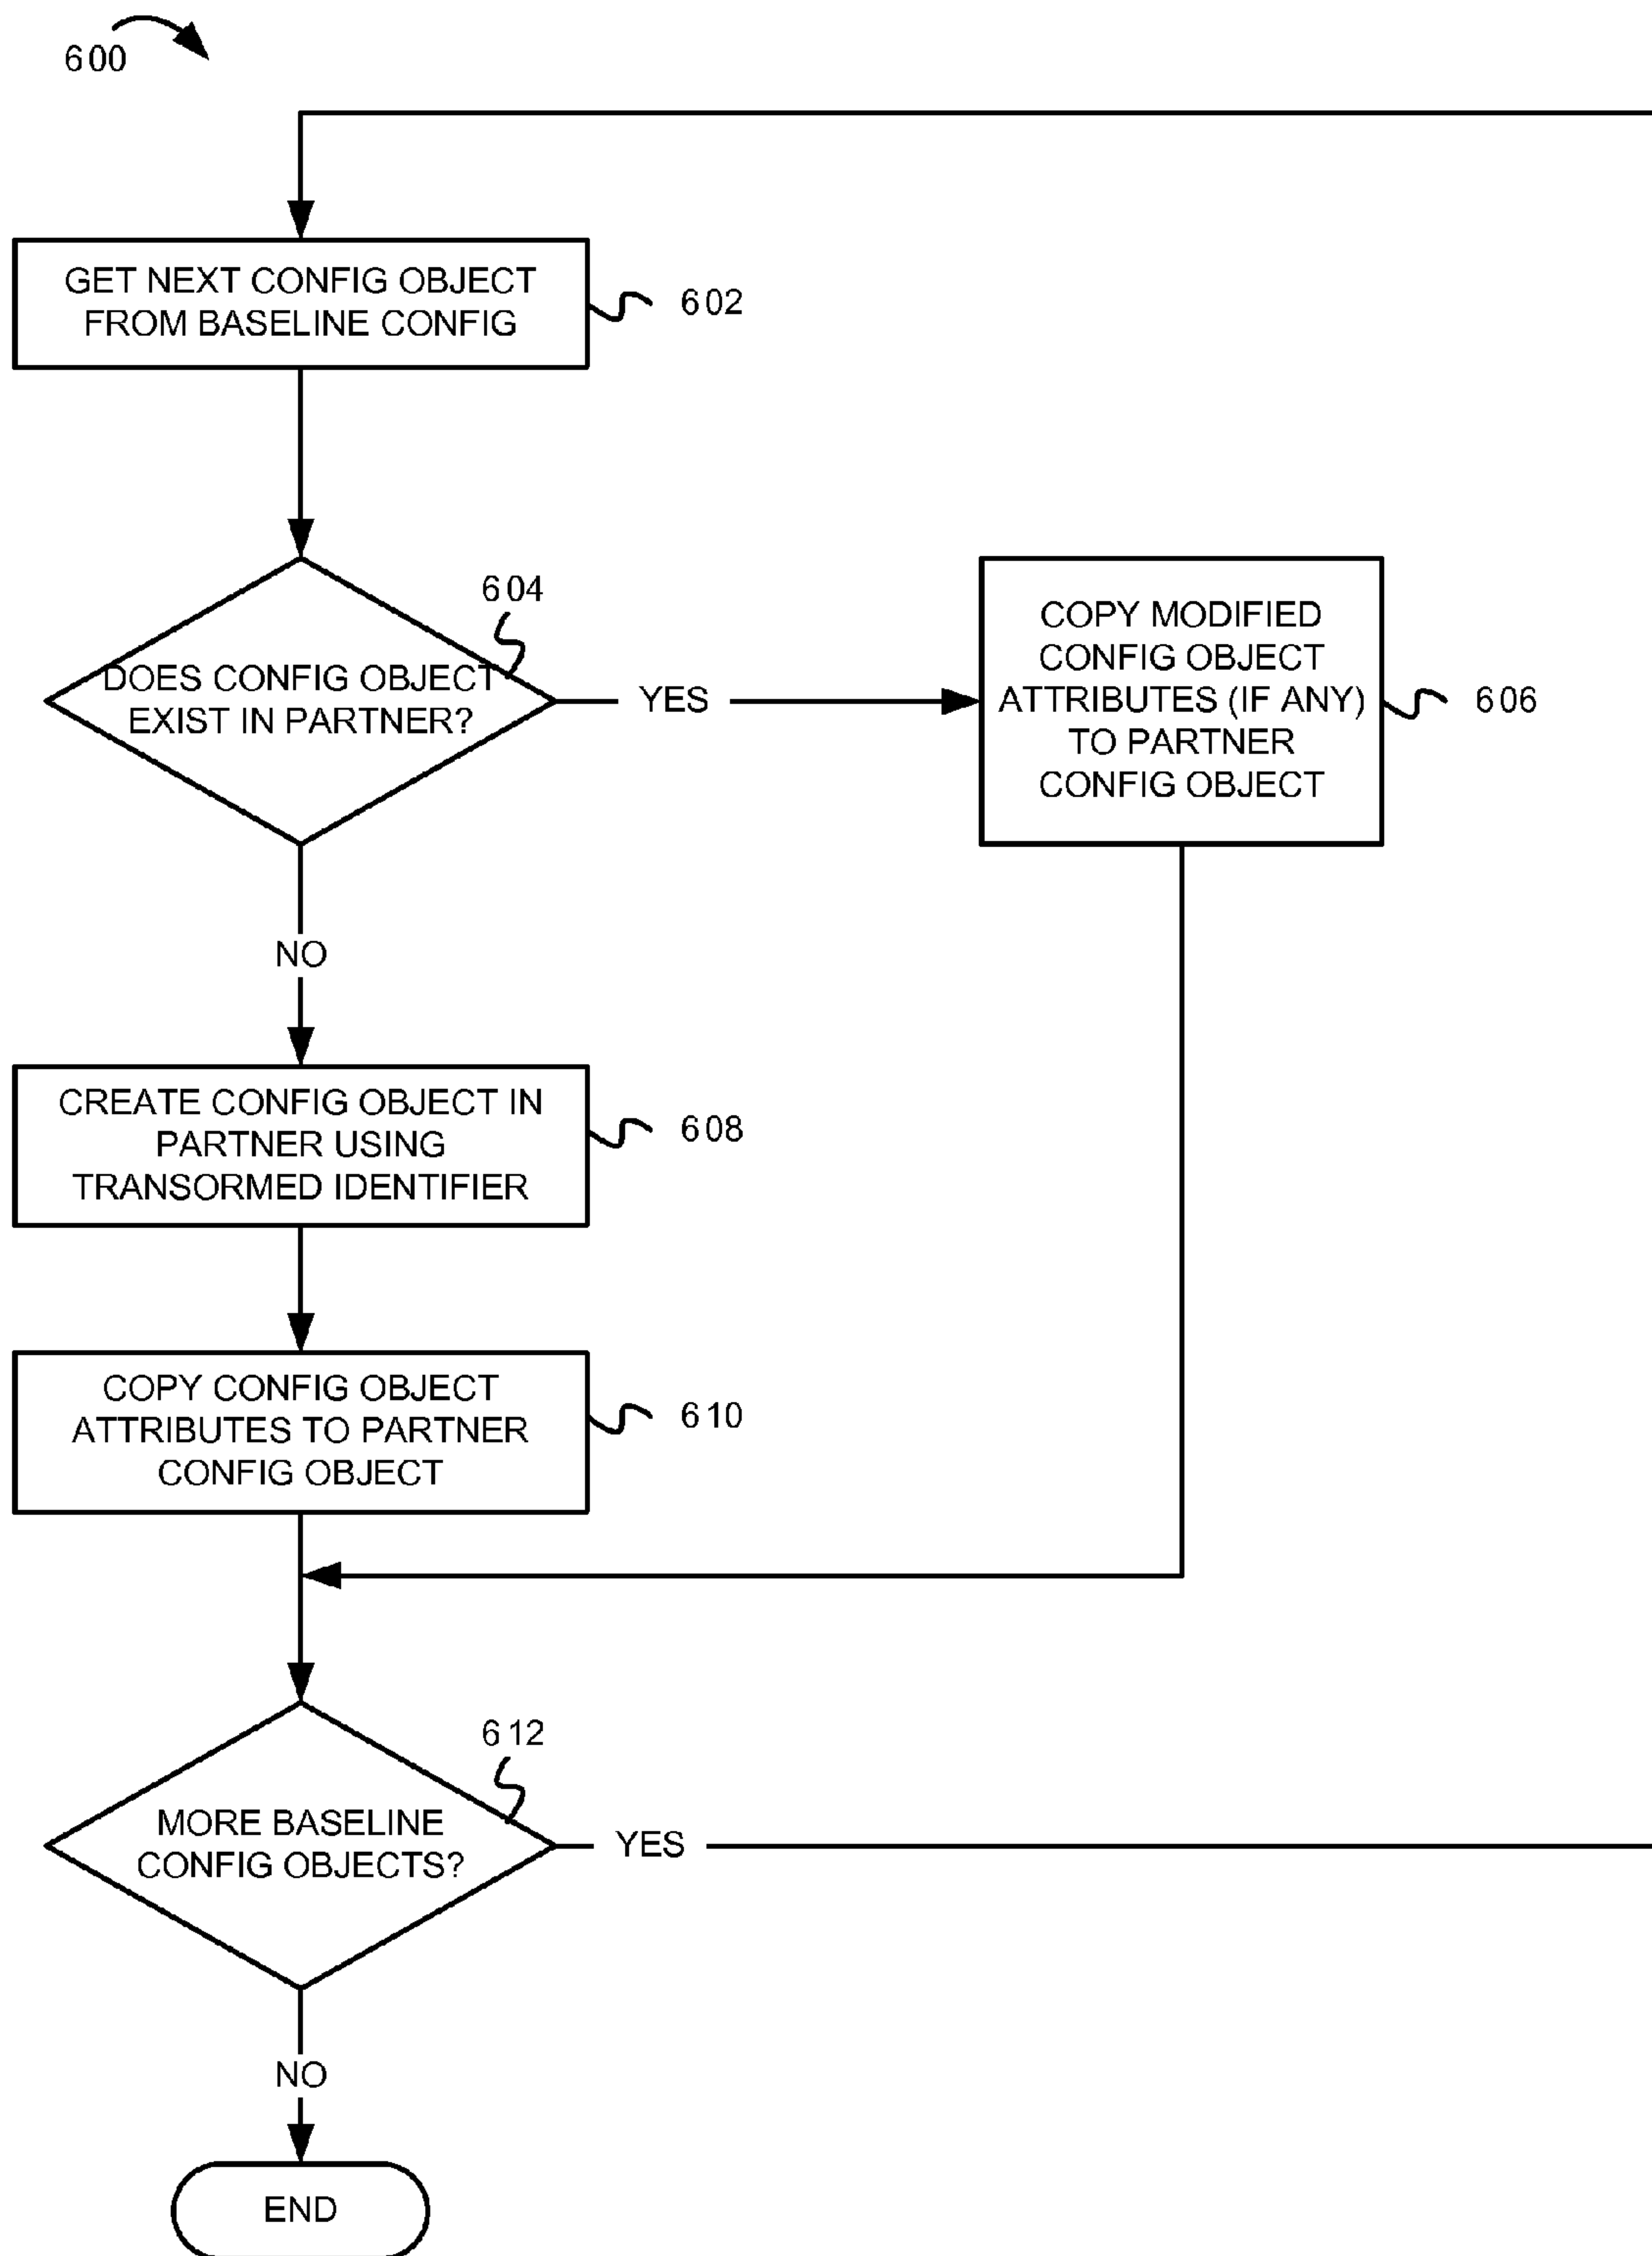 600
GET NEXT CONFIG OBJECT
FROM BASELINE CONFIG
602
604
DOES CONFIG OBJECT
EXIST IN PARTNER?
YES
COPY MODIFIED
CONFIG OBJECT
ATTRIBUTES (IF ANY)
TO PARTNER
CONFIG OBJECT
606
NO
CREATE CONFIG OBJECT IN
PARTNER USING
TRANSORMED IDENTIFIER
608
COPY CONFIG OBJECT
ATTRIBUTES TO PARTNER
CONFIG OBJECT
610
612
MORE BASELINE
CONFIG OBJECTS?
YES
NO
END